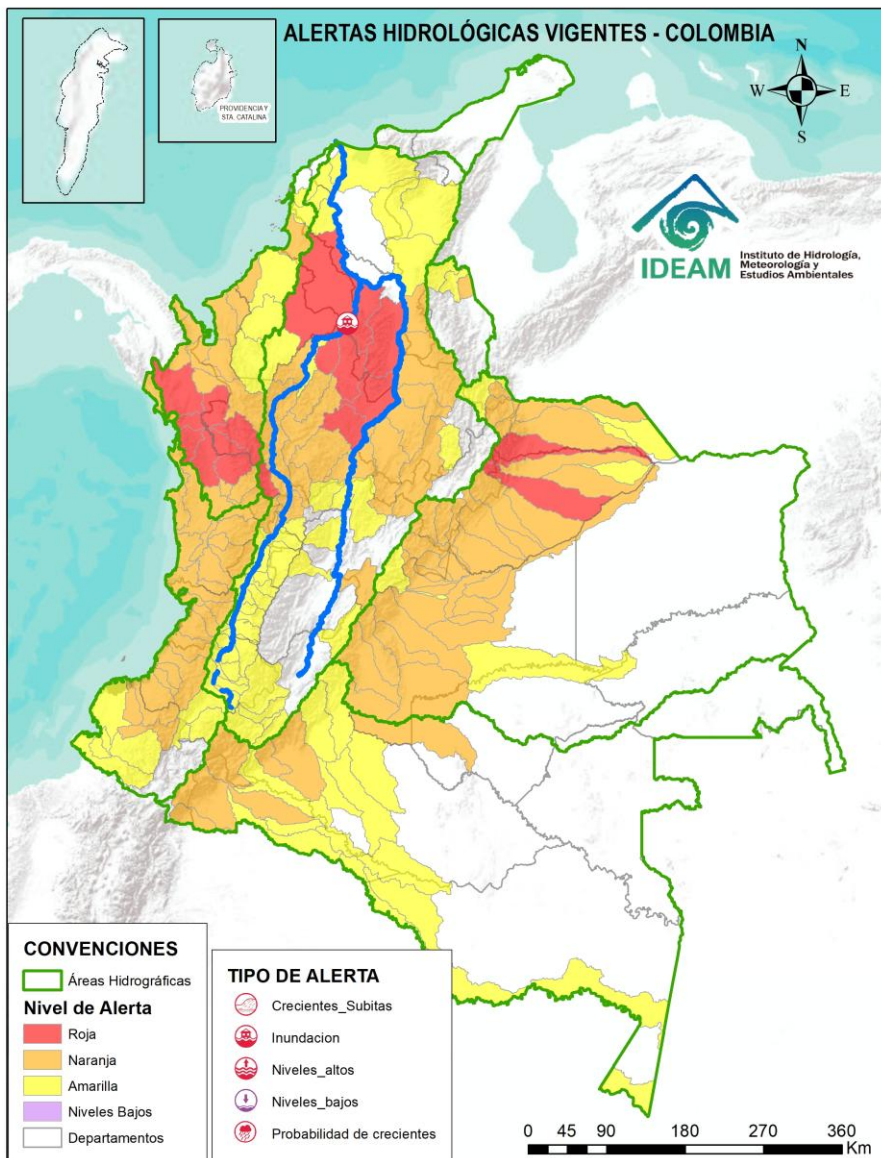 ALERTAS HIDROLÓGICAS VIGENTES - COLOMBIA
PROVIDENCIA Y
STA. CATALINA
N
W
E
S
IDEAM
Instituto de Hidrología,
Meteorología y
Estudios Ambientales
CONVENCIONES
Áreas Hidrográficas
Nivel de Alerta
Roja
Naranja
Amarilla
Niveles Bajos
Departamentos
TIPO DE ALERTA
Crecientes_Subitas
Inundacion
Niveles_altos
Niveles_bajos
Probabilidad de crecientes
0 45 90 180 270 360
Km